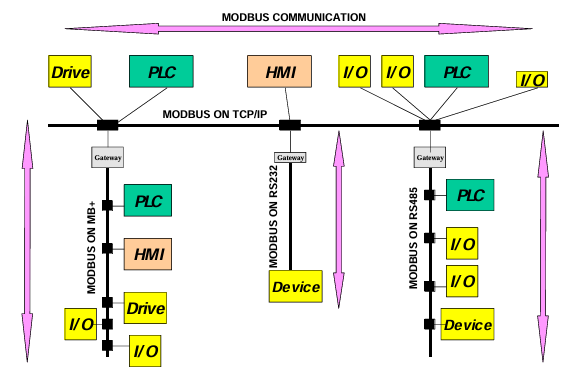 MODBUS COMMUNICATION
Drive
PLC
HMI
I/O
I/O
PLC
I/O
MODBUS ON TCP/IP
Gateway
Gateway
Gateway
MODBUS ON MB+
PLC
HMI
Drive
I/O
I/O
MODBUS ON RS232
Device
MODBUS ON RS485
PLC
I/O
I/O
Device